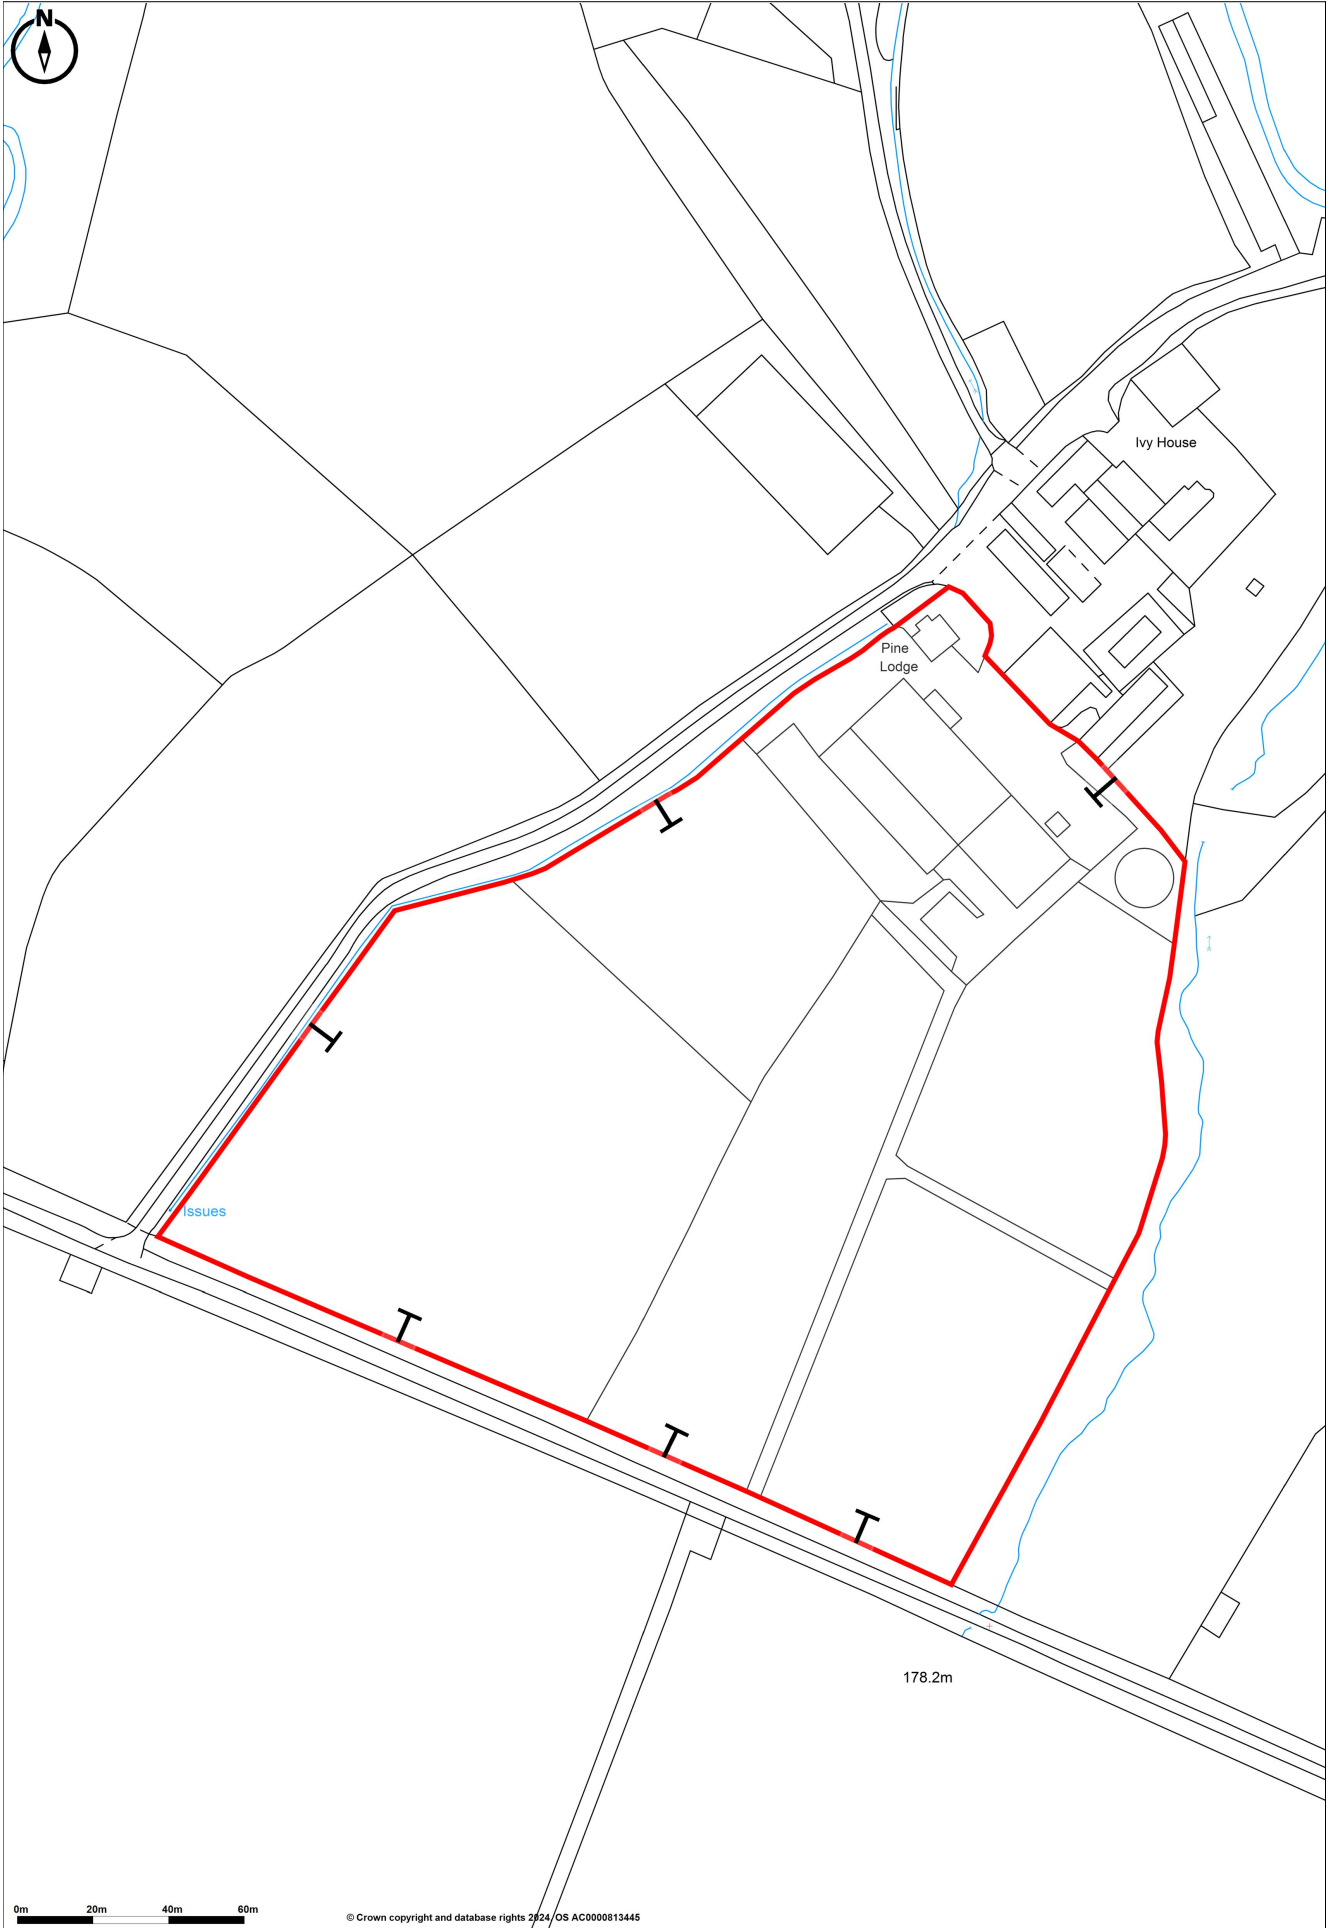 N
Ivy House
Pine
Lodge
Issues
178.2m
0m 20m 40m 60m
© Crown copyright and database rights 2024 OS AC0000813445